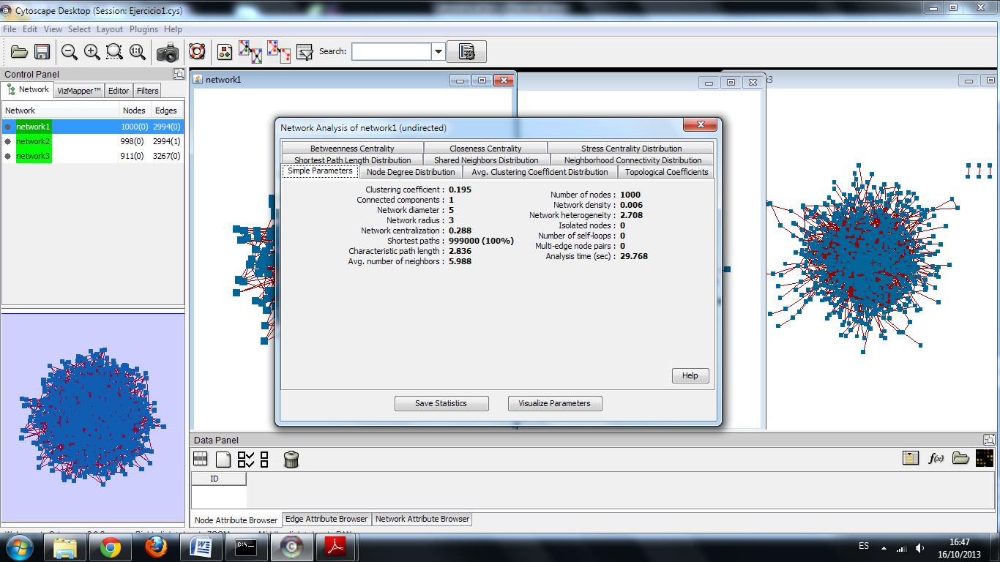 Cytoscape Desktop (Session: Ejercicio1.cys)
File Edit View Select Layout Plugins Help
Search:
Control Panel
Network VizMapper™ Editor Filters
Network Nodes Edges
network1 1000(0) 2994(0)
network2 998(0) 2994(1)
network3 911(0) 3267(0)
network1
Network Analysis of network1 (undirected)
Betweenness Centrality Closeness Centrality Stress Centrality Distribution
Shortest Path Length Distribution Shared Neighbors Distribution Neighborhood Connectivity Distribution
Simple Parameters Node Degree Distribution Avg. Clustering Coefficient Distribution Topological Coefficients
Clustering coefficient : 0.195
Connected components : 1
Network diameter : 5
Network radius : 3
Network centralization : 0.288
Shortest paths : 999000 (100%)
Characteristic path length : 2.836
Avg. number of neighbors : 5.988
Number of nodes : 1000
Network density : 0.006
Network heterogeneity : 2.708
Isolated nodes : 0
Number of self-loops : 0
Multi-edge node pairs : 0
Analysis time (sec) : 29.768
Help
Save Statistics Visualize Parameters
Data Panel
f(x)
ID
Node Attribute Browser Edge Attribute Browser Network Attribute Browser
C:\.
ES
16:47
16/10/2013